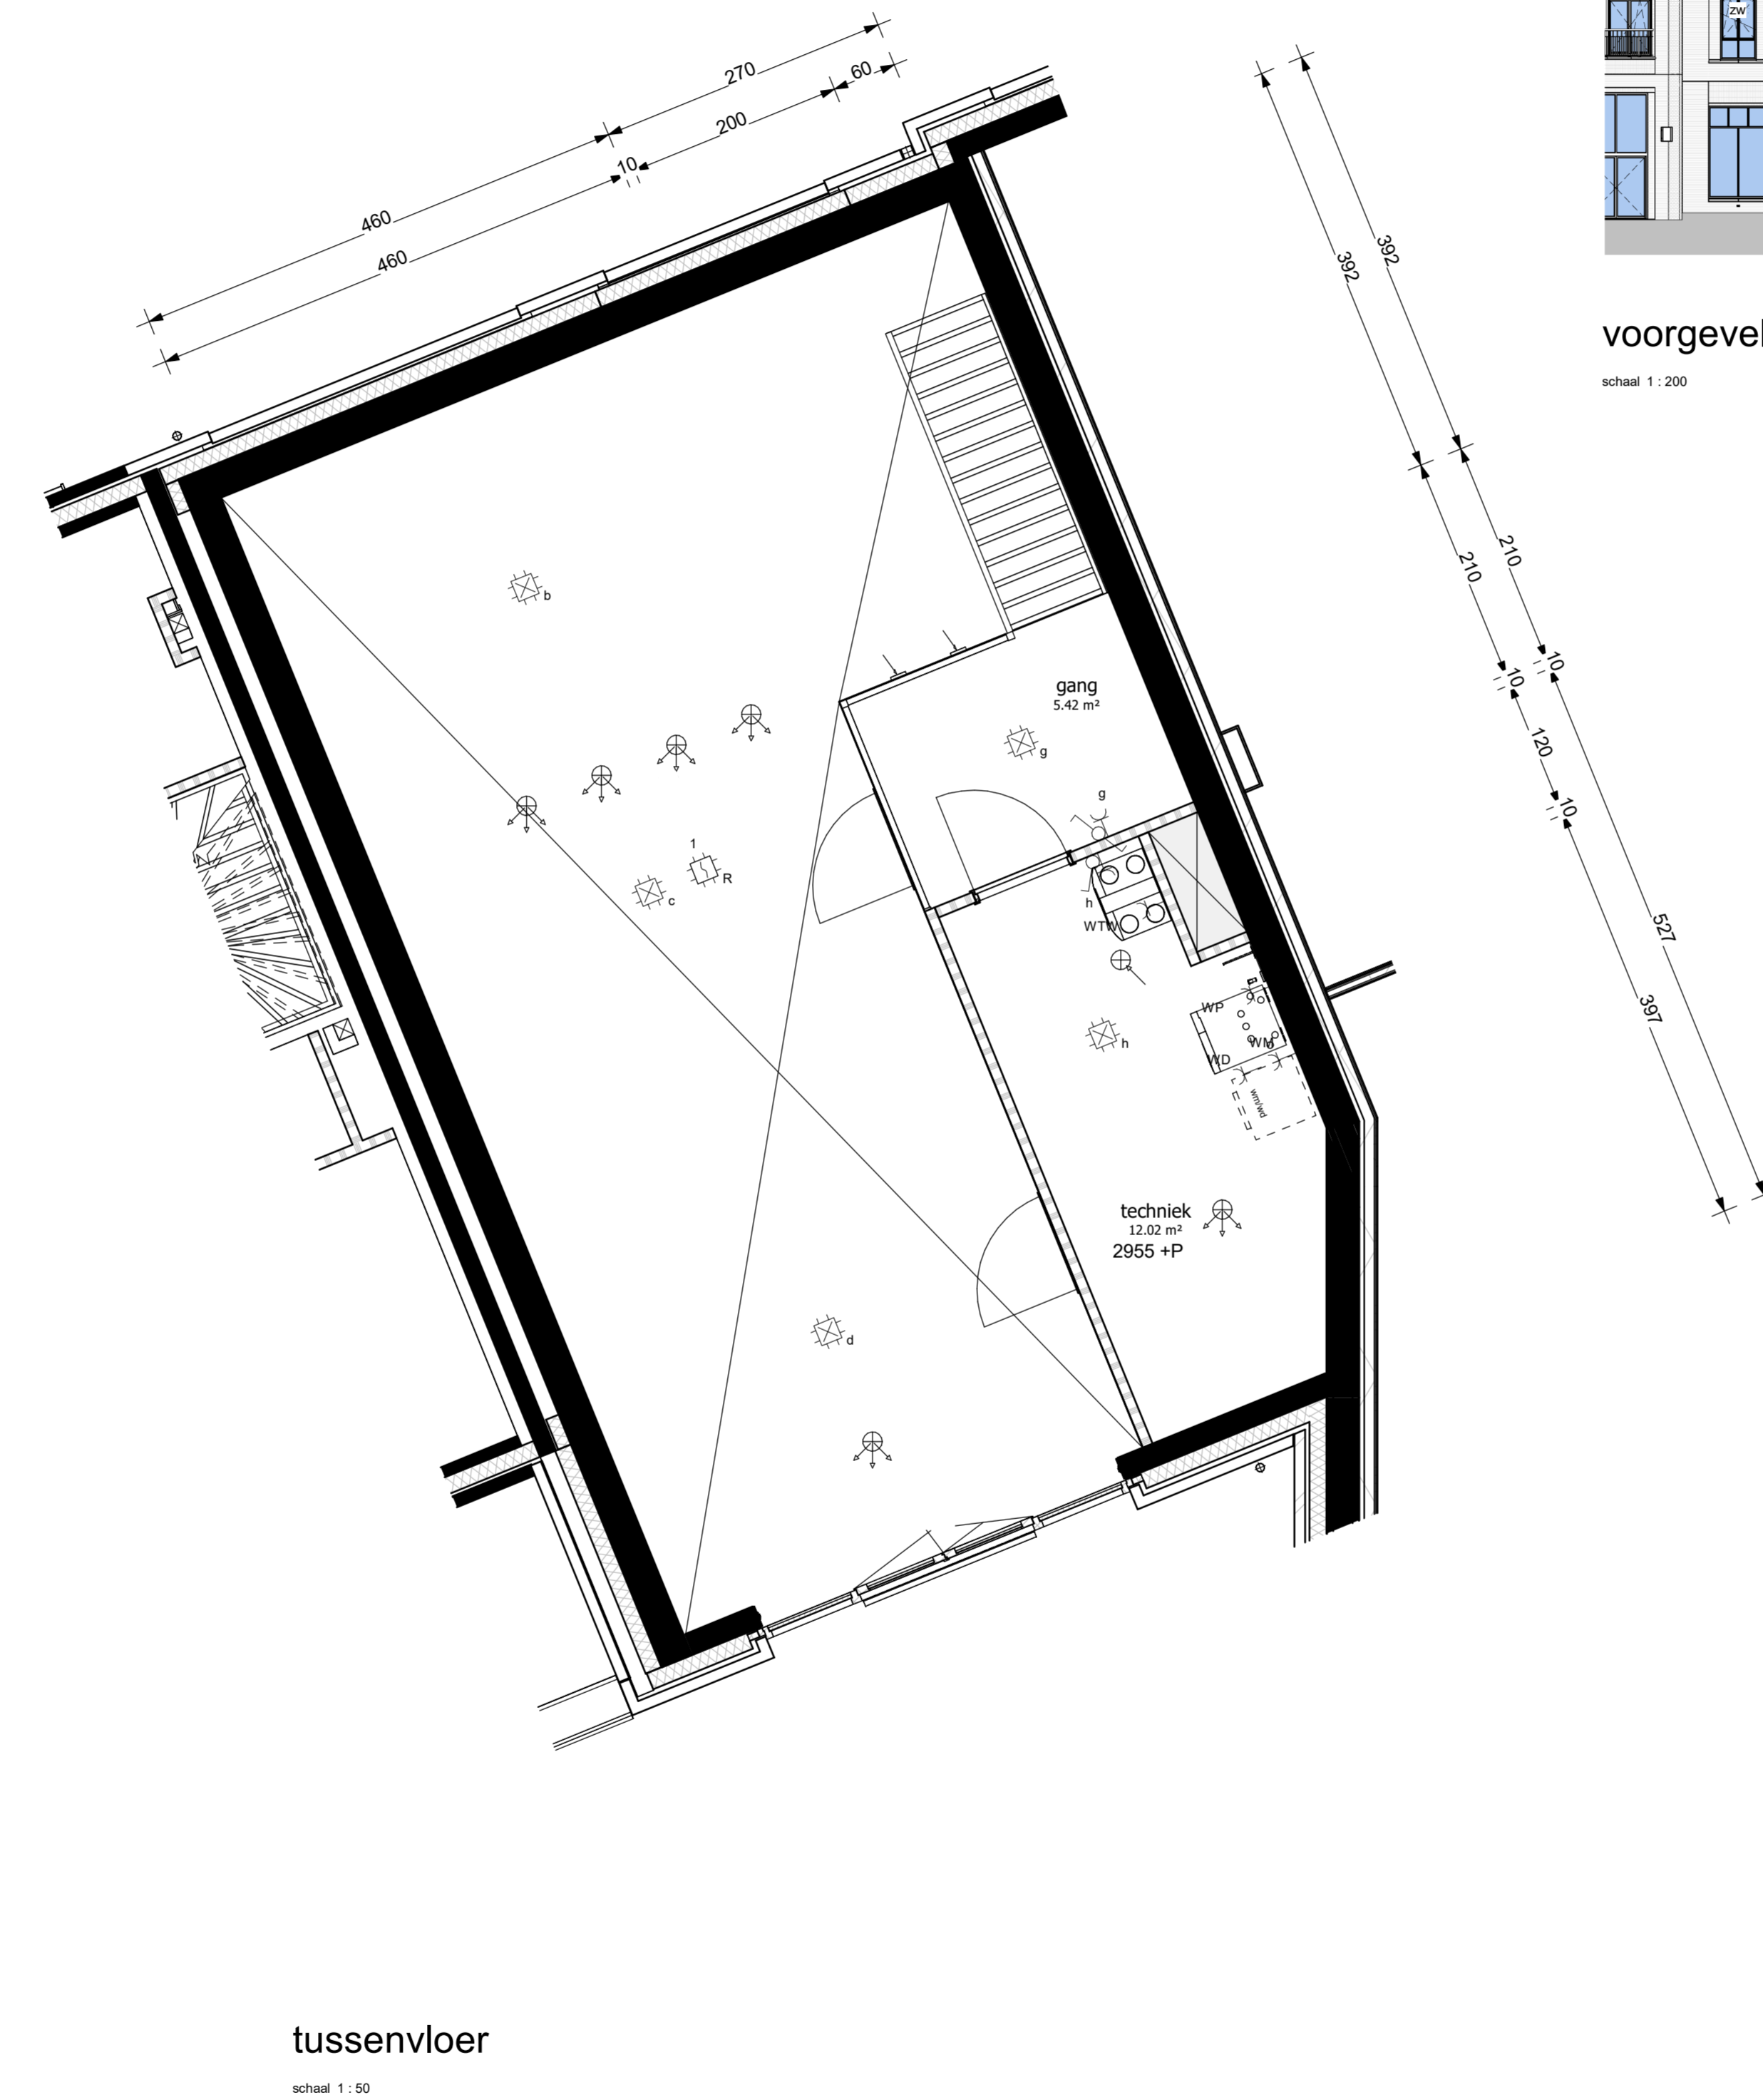 270
60
200
10
460
460
ZW
392
392
voorgevel
schaal 1 : 200
210
210
10
10
120
10
527
397
b
gang
5.42 m²
g
g
1
R
c
h
WTW
h
WP
WM
WD
wm/wd
techniek
12.02 m²
2955 +P
d
tussenvloer
schaal 1 : 50